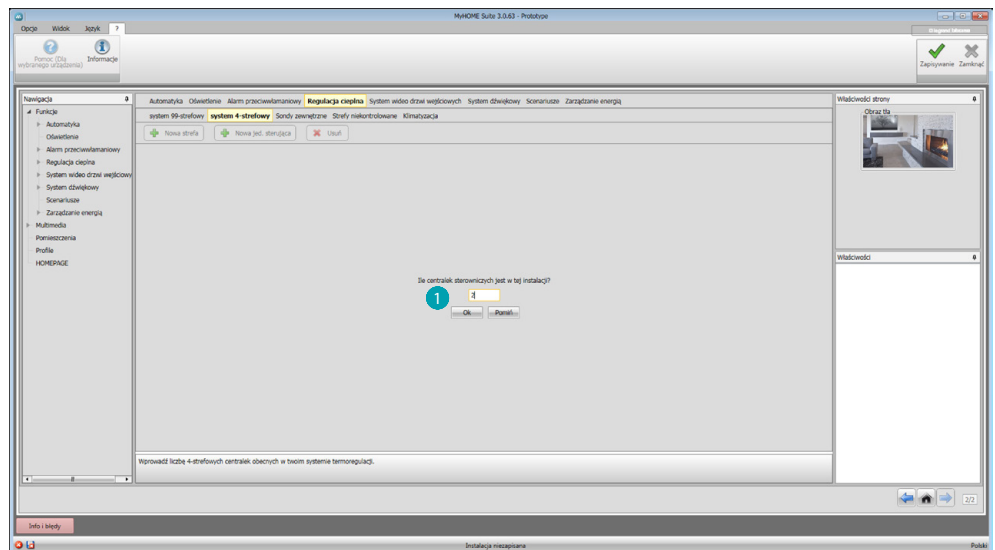 MyHOME Suite 3.0.63 - Prototype
Opcje Widok Język ?
Pomoc (Dla wybranego urządzenia)
Informacje
Zapisywanie Zamknąć
Nawigacja
Funkcje
Automatyka
Oświetlenie
Alarm przeciwwłamaniowy
Regulacja cieplna
System wideo drzwi wejściowy
System dźwiękowy
Scenariusze
Zarządzanie energią
Multimedia
Pomieszczenia
Profile
HOMEPAGE
Automatyka Oświetlenie Alarm przeciwwłamaniowy Regulacja cieplna System wideo drzwi wejściowych System dźwiękowy Scenariusze Zarządzanie energią
system 99-strefowy system 4-strefowy Sondy zewnętrzne Strefy niekontrolowane Klimatyzacja
Nowa strefa Nowa jed. sterująca Usuń
Ile centralek sterowniczych jest w tej instalacji?
1
2
Ok Pomiń
Wprowadź liczbę 4-strefowych centralek obecnych w twoim systemie termoregulacji.
Właściwości strony
Obraz tła
Właściwości
2/2
Info i błędy
Instalacja niezapisana
Polski